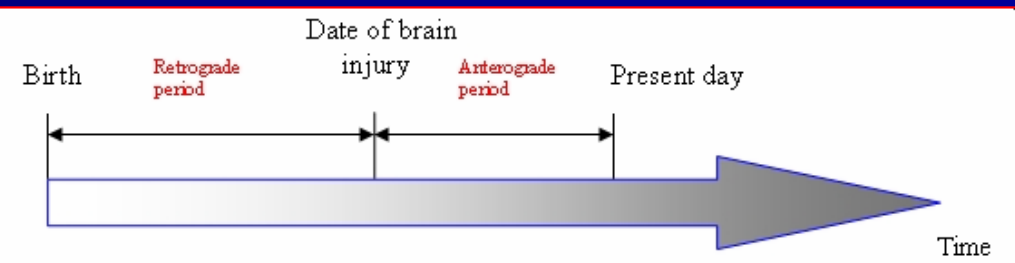 Date of brain
injury
Birth
Retrograde
period
Anterograde
period
Present day
Time